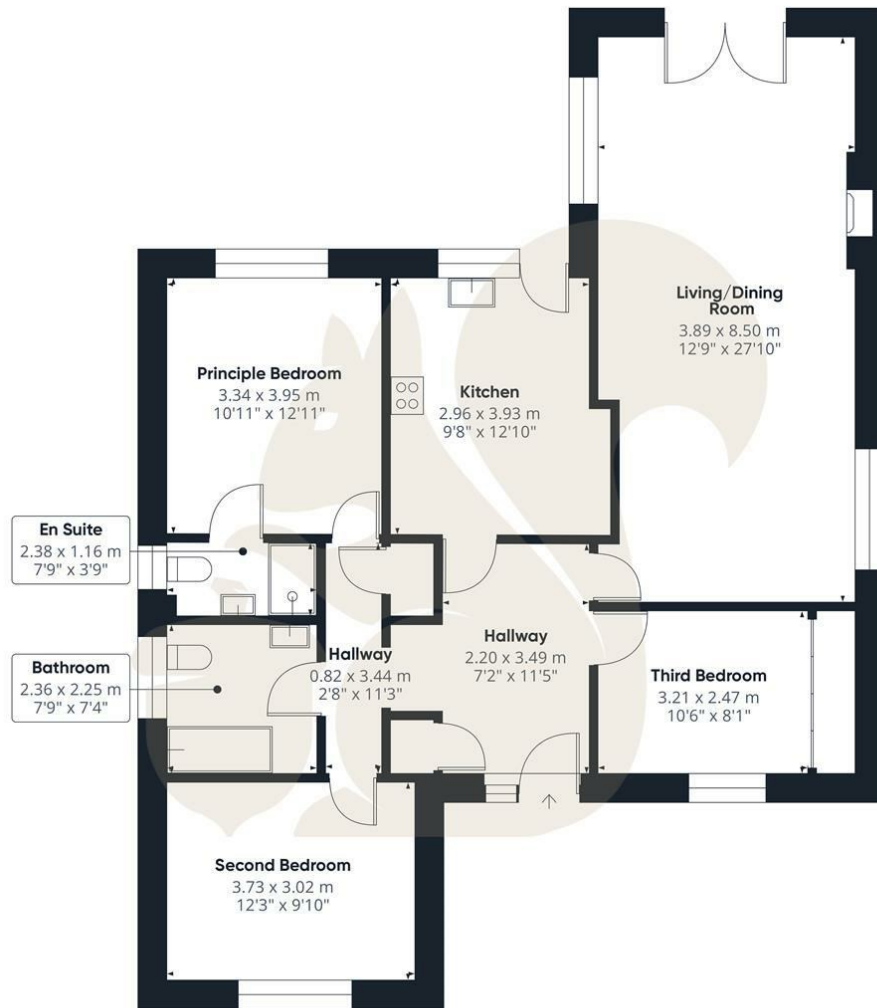 Living/Dining
Room
3.89 x 8.50 m
12'9" x 27'10"
Principle Bedroom
3.34 x 3.95 m
10'11" x 12'11"
Kitchen
2.96 x 3.93 m
9'8" x 12'10"
En Suite
2.38 x 1.16 m
7'9" x 3'9"
Hallway
0.82 x 3.44 m
2'8" x 11'3"
Hallway
2.20 x 3.49 m
7'2" x 11'5"
Bathroom
2.36 x 2.25 m
7'9" x 7'4"
Third Bedroom
3.21 x 2.47 m
10'6" x 8'1"
Second Bedroom
3.73 x 3.02 m
12'3" x 9'10"